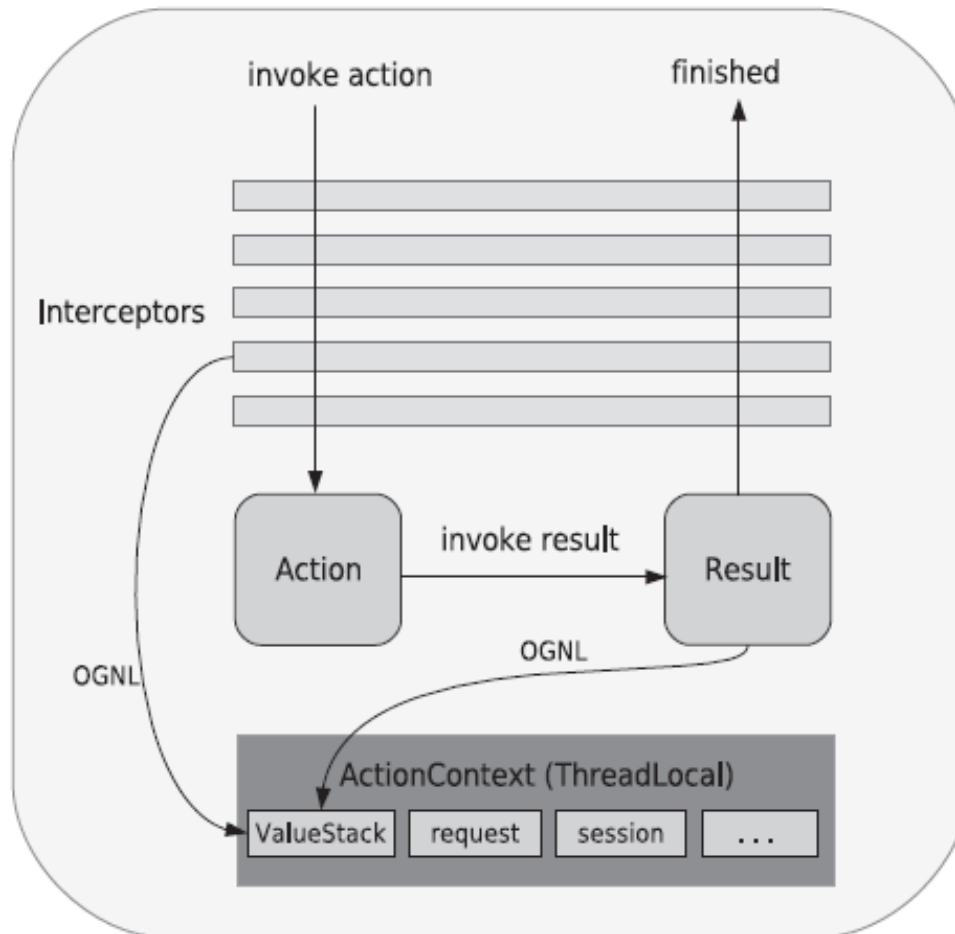 invoke action
finished
Interceptors
Action
invoke result
Result
OGNL
OGNL
ActionContext (ThreadLocal)
ValueStack
request
session
...